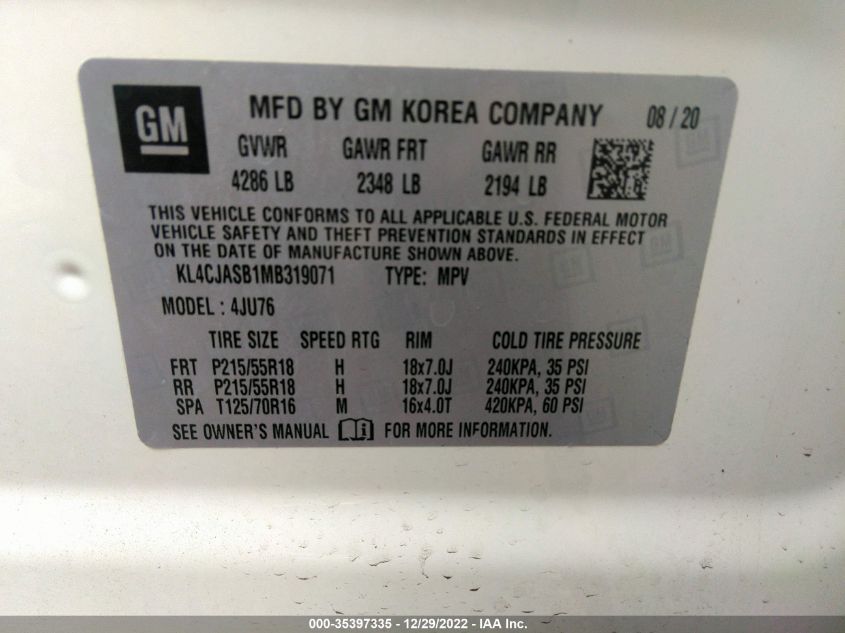 GM
MFD BY GM KOREA COMPANY 08 / 20
GVWR GAWR FRT GAWR RR
4286 LB 2348 LB 2194 LB
THIS VEHICLE CONFORMS TO ALL APPLICABLE U.S. FEDERAL MOTOR
VEHICLE SAFETY AND THEFT PREVENTION STANDARDS IN EFFECT
ON THE DATE OF MANUFACTURE SHOWN ABOVE.
KL4CJASB1MB319071 TYPE: MPV
MODEL : 4JU76
TIRE SIZE SPEED RTG RIM COLD TIRE PRESSURE
FRT P215/55R18 H 18x7.0J 240KPA, 35 PSI
RR P215/55R18 H 18x7.0J 240KPA, 35 PSI
SPA T125/70R16 M 16x4.0T 420KPA, 60 PSI
SEE OWNER'S MANUAL i FOR MORE INFORMATION.
000-35397335 - 12/29/2022 - IAA Inc.